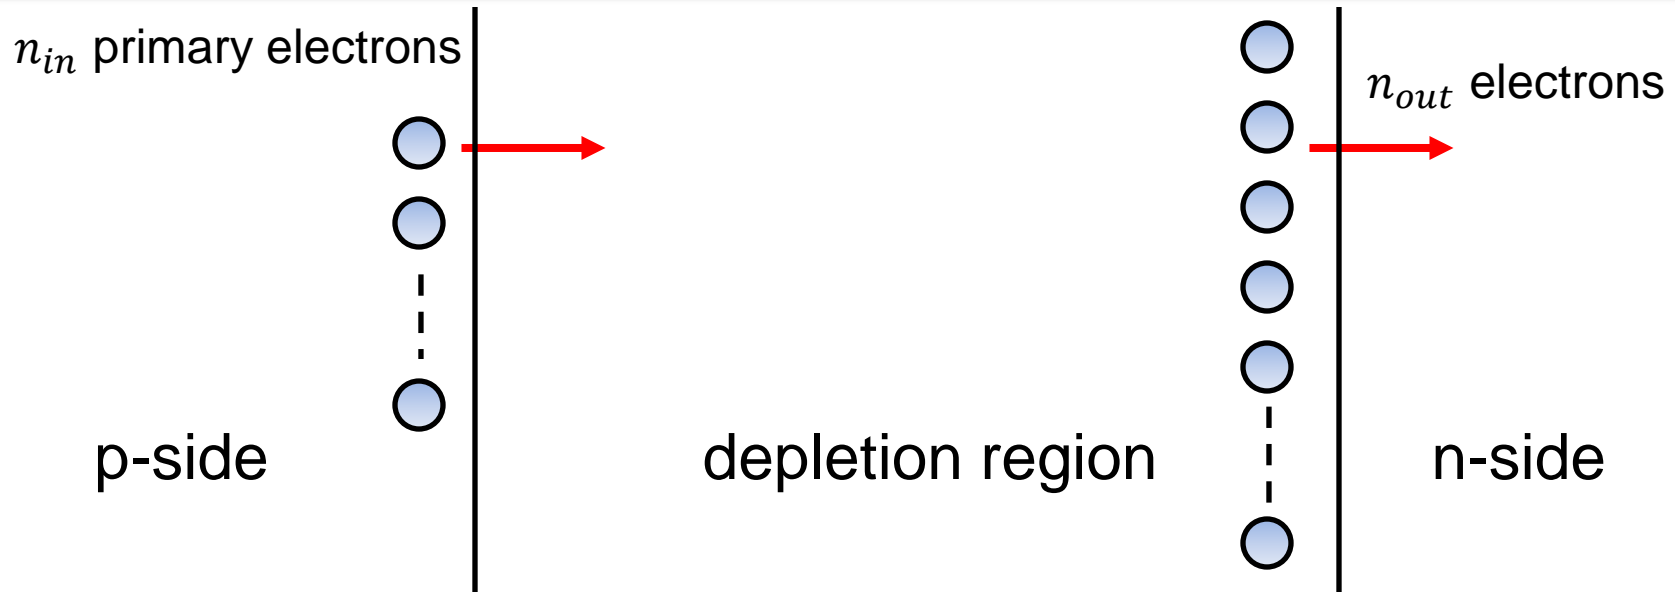 n_in primary electrons
n_out electrons
p-side
depletion region
n-side